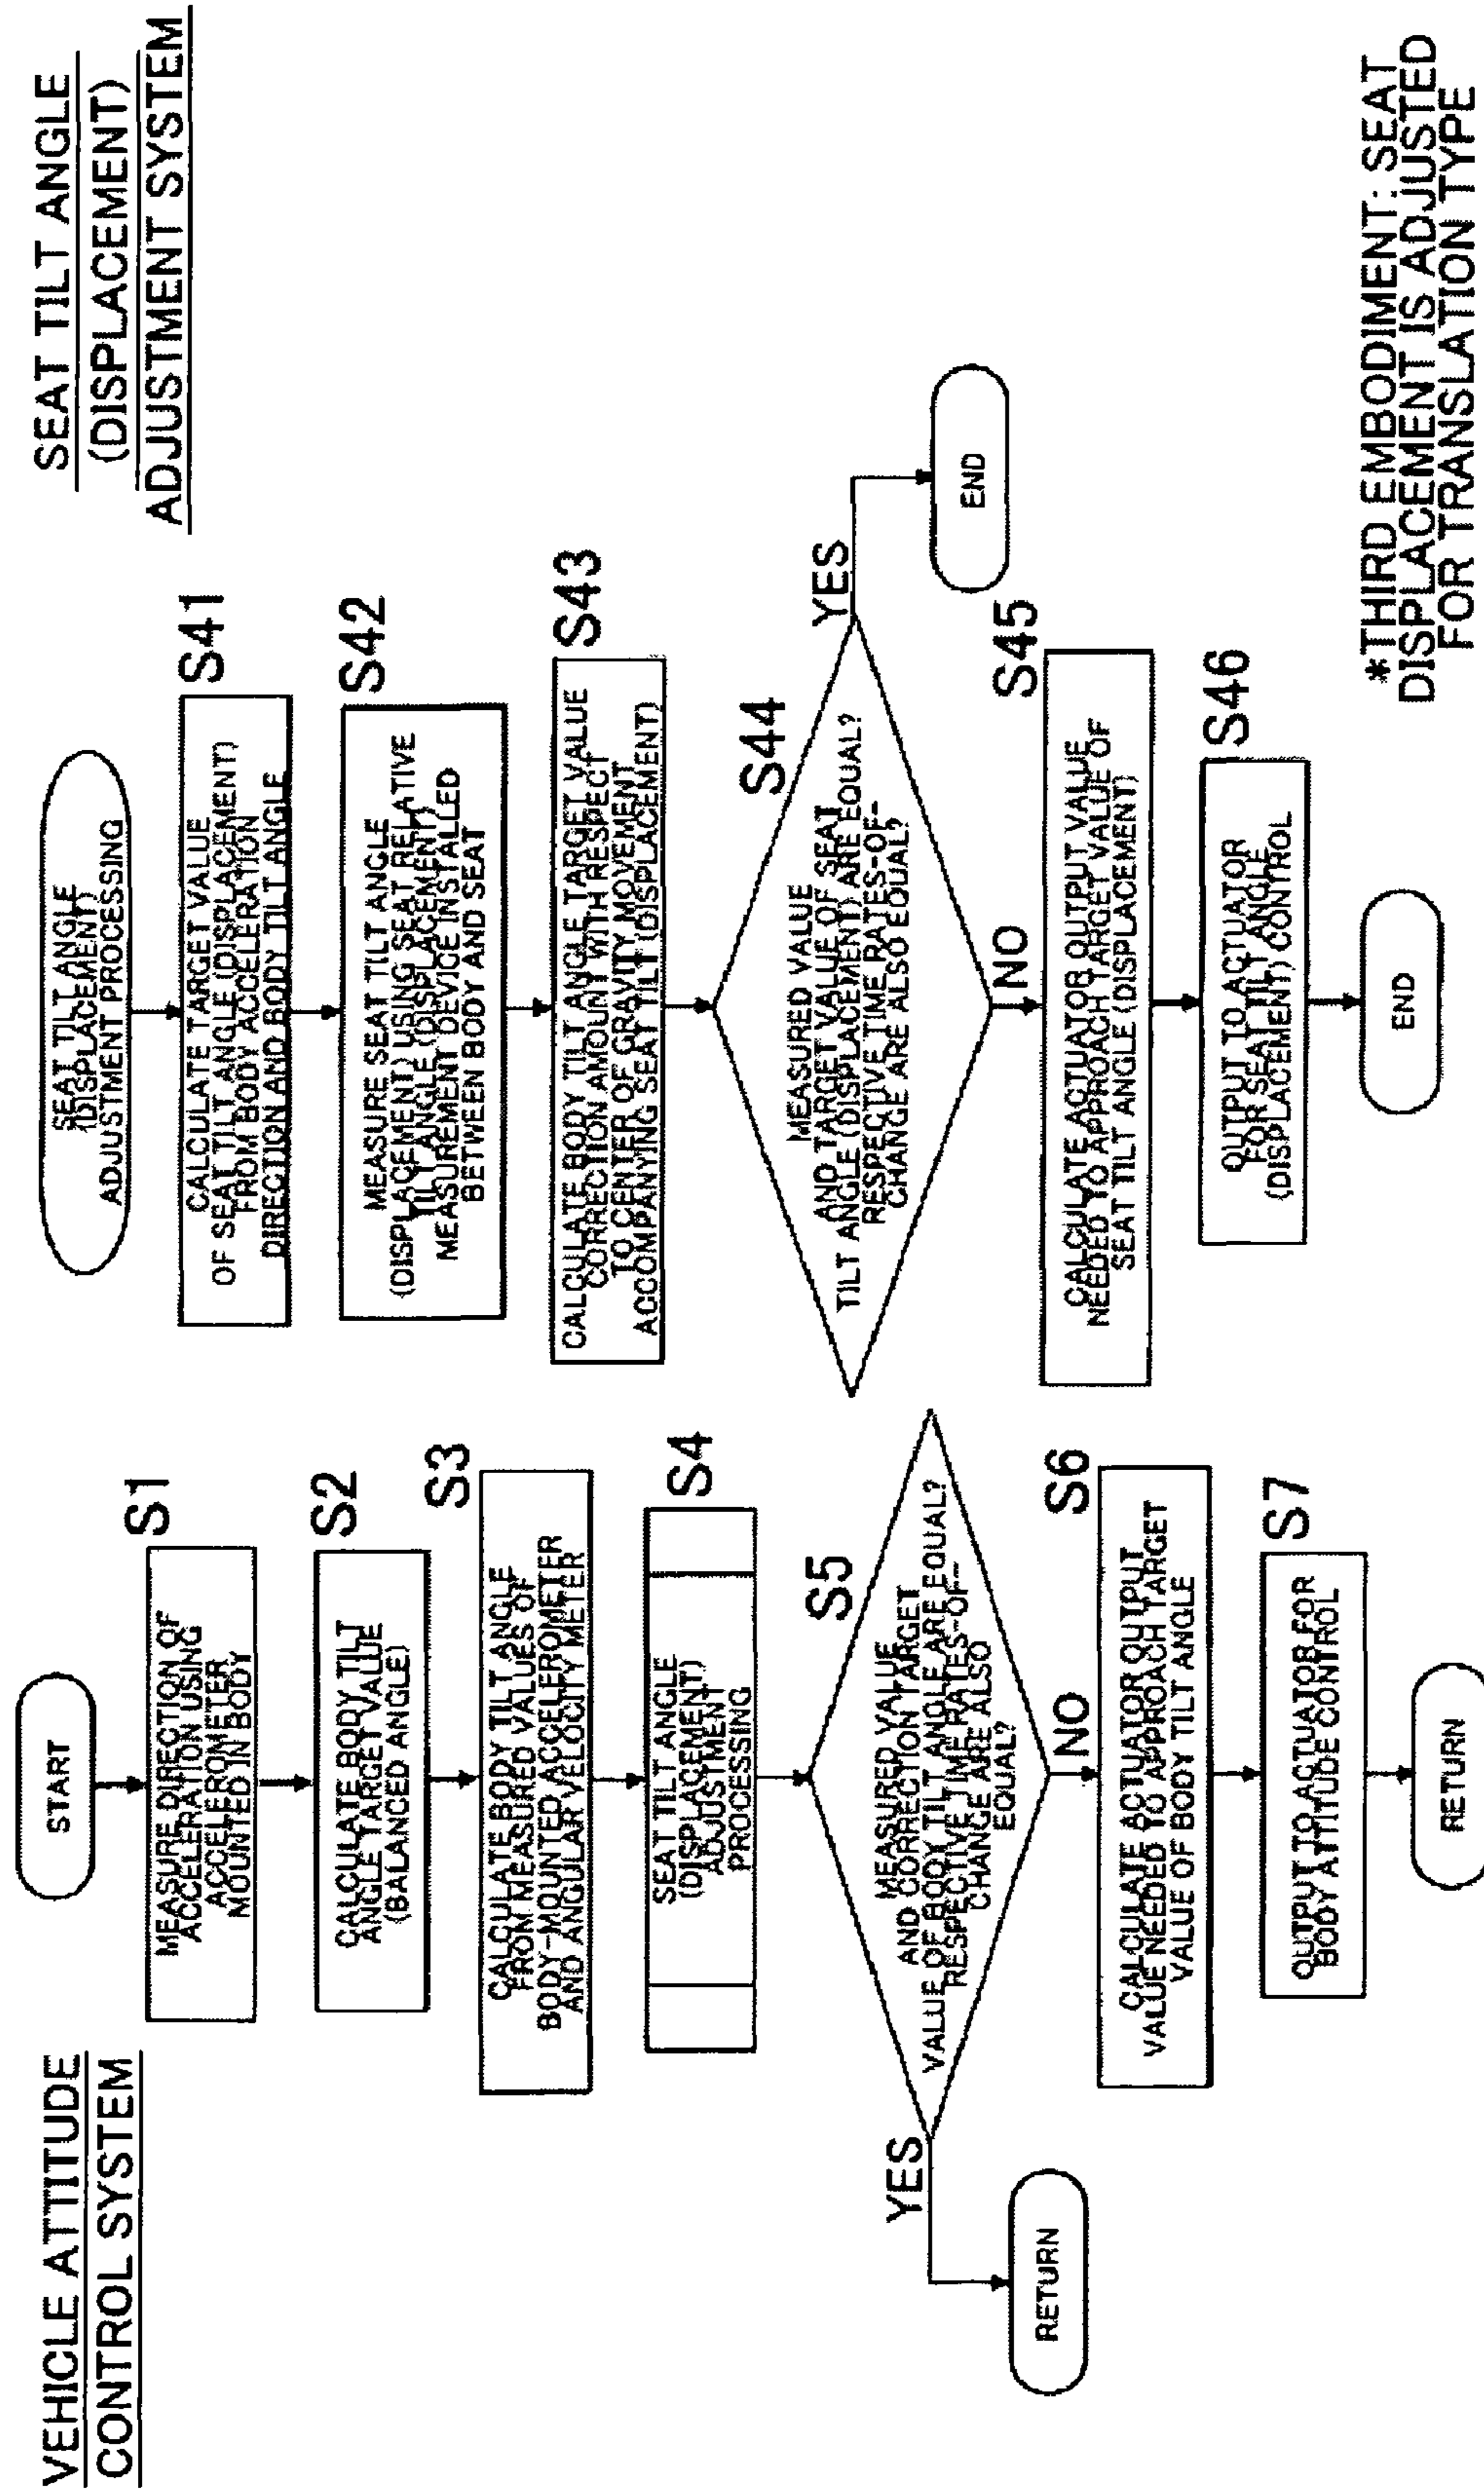 VEHICLE ATTITUDE
CONTROL SYSTEM
START
S1
MEASURE DIRECTION OF
ACCELERATION USING
ACCELEROMETER
MOUNTED IN BODY
S2
CALCULATE BODY TILT
ANGLE TARGET VALUE
(BALANCED ANGLE)
S3
CALCULATE BODY TILT ANGLE
FROM MEASURED VALUES OF
BODY-MOUNTED ACCELEROMETER
AND ANGULAR VELOCITY METER
S4
SEAT TILT ANGLE
(DISPLACEMENT)
ADJUSTMENT
PROCESSING
S5
MEASURED VALUE
AND CORRECTION TARGET
VALUE OF BODY TILT ANGLE ARE EQUAL?
RESPECTIVE TIME RATES-OF-
CHANGE ARE ALSO
EQUAL?
YES
RETURN
NO
S6
CALCULATE ACTUATOR OUTPUT
VALUE NEEDED TO APPROACH TARGET
VALUE OF BODY TILT ANGLE
S7
OUTPUT TO ACTUATOR FOR
BODY ATTITUDE CONTROL
RETURN
SEAT TILT ANGLE
(DISPLACEMENT)
ADJUSTMENT SYSTEM
SEAT TILT ANGLE
(DISPLACEMENT)
ADJUSTMENT PROCESSING
S41
CALCULATE TARGET VALUE
OF SEAT TILT ANGLE (DISPLACEMENT)
FROM BODY ACCELERATION
DIRECTION AND BODY TILT ANGLE
S42
MEASURE SEAT TILT ANGLE
(DISPLACEMENT) USING SEAT RELATIVE
TILT ANGLE (DISPLACEMENT)
MEASUREMENT DEVICE INSTALLED
BETWEEN BODY AND SEAT
S43
CALCULATE BODY TILT ANGLE TARGET VALUE
CORRECTION AMOUNT WITH RESPECT
TO CENTER OF GRAVITY MOVEMENT
ACCOMPANYING SEAT TILT (DISPLACEMENT)
S44
MEASURED VALUE
AND TARGET VALUE OF SEAT
TILT ANGLE (DISPLACEMENT) ARE EQUAL?
RESPECTIVE TIME RATES-OF-
CHANGE ARE ALSO EQUAL?
YES
END
NO
S45
CALCULATE ACTUATOR OUTPUT VALUE
NEEDED TO APPROACH TARGET VALUE OF
SEAT TILT ANGLE (DISPLACEMENT)
S46
OUTPUT TO ACTUATOR
FOR SEAT TILT ANGLE
(DISPLACEMENT) CONTROL
END
*THIRD EMBODIMENT: SEAT
DISPLACEMENT IS ADJUSTED
FOR TRANSLATION TYPE